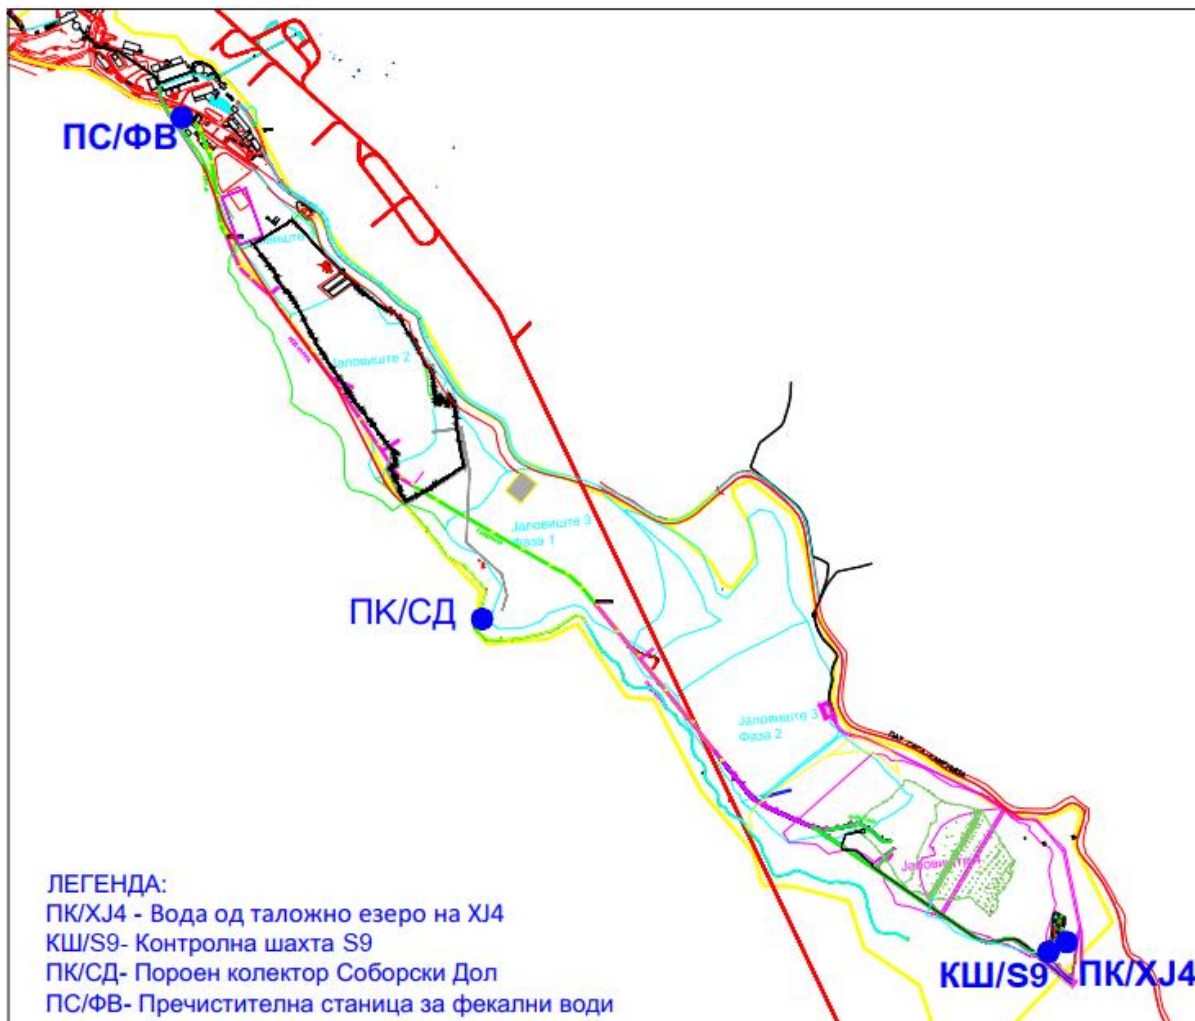 ПС/ФВ
Јаловиште 2
Јаловиште 3
Фаза 1
ПК/СД
Јаловиште 3
Фаза 2
КШ/S9
ПК/XJ4
ЛЕГЕНДА:
ПК/XJ4 - Вода од таложно езеро на XJ4
КШ/S9- Контролна шахта S9
ПК/СД- Пороен колектор Соборски Дол
ПС/ФВ- Пречистителна станица за фекални води